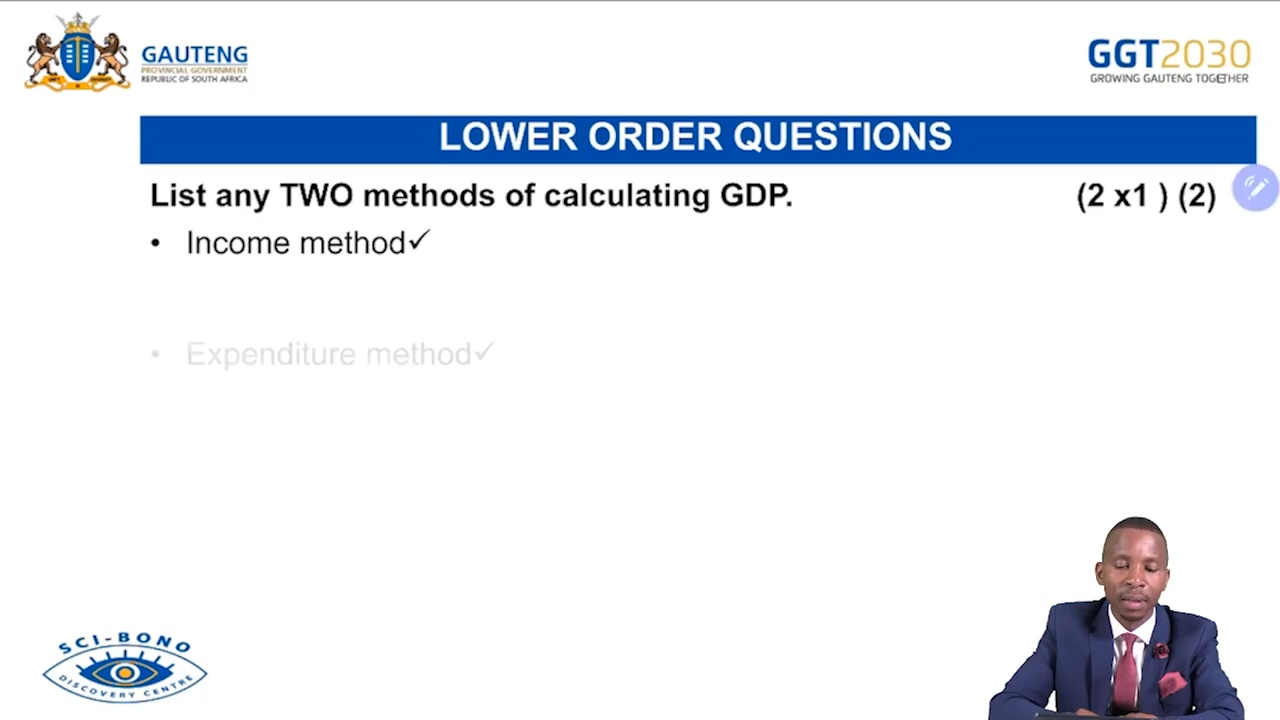 GAUTENG
PROVINCIAL GOVERNMENT
REPUBLIC OF SOUTH AFRICA
GGT2030
GROWING GAUTENG TOGETHER
LOWER ORDER QUESTIONS
List any TWO methods of calculating GDP. (2 x1 ) (2)
• Income method✓
• Expenditure method✓
SCI-BONO
DISCOVERY CENTRE